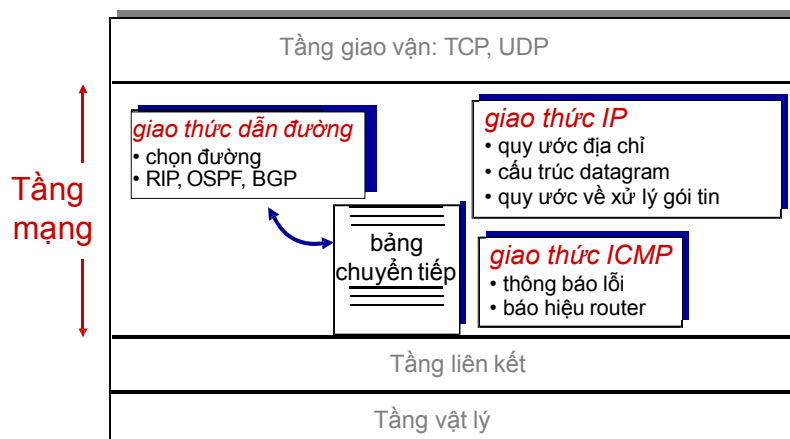 Tầng giao vận: TCP, UDP
giao thức dẫn đường
• chọn đường
• RIP, OSPF, BGP
giao thức IP
• quy ước địa chỉ
• cấu trúc datagram
• quy ước về xử lý gói tin
Tầng
mạng
bảng
chuyển tiếp
giao thức ICMP
• thông báo lỗi
• báo hiệu router
Tầng liên kết
Tầng vật lý